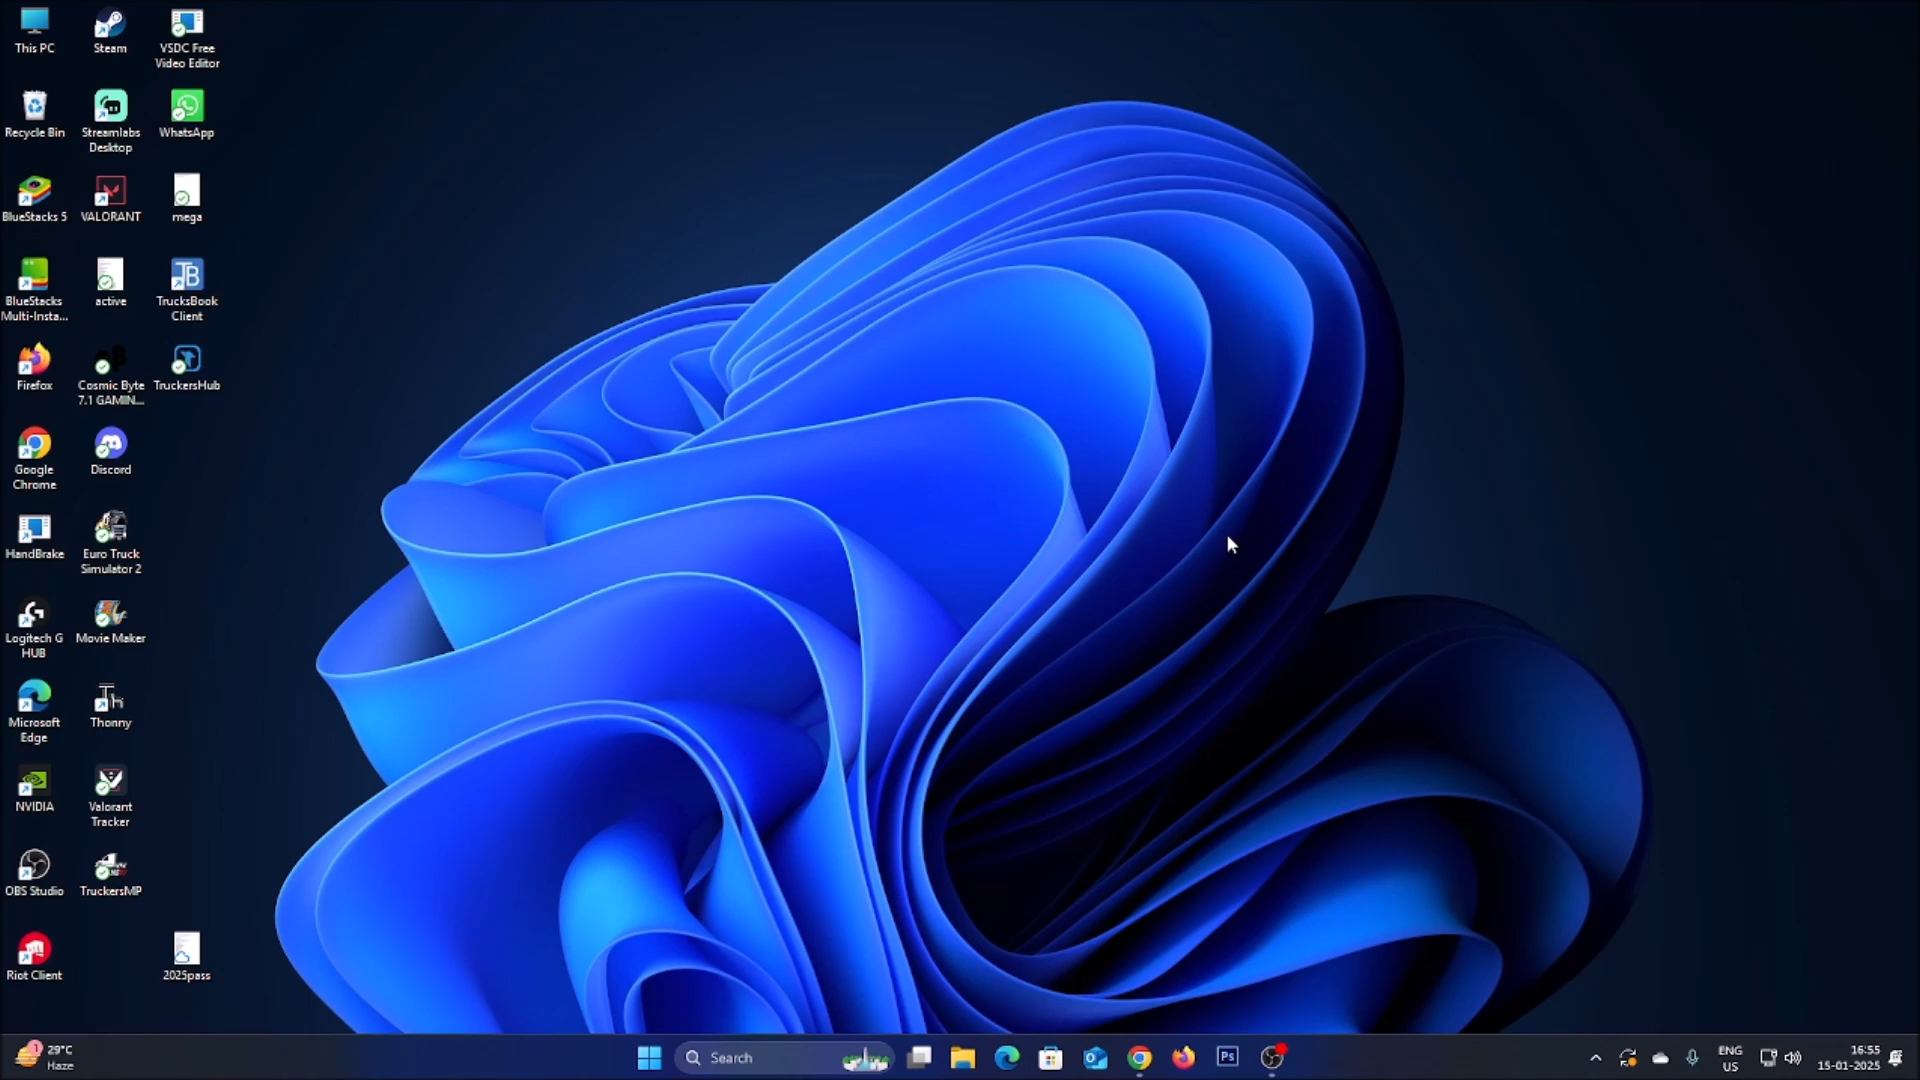 This PC
Steam
VSDC Free
Video Editor
Recycle Bin
Streamlabs
Desktop
WhatsApp
BlueStacks 5
VALORANT
mega
BlueStacks
Multi-Insta...
active
TrucksBook
Client
Firefox
Cosmic Byte
7.1 GAMIN...
TruckersHub
Google
Chrome
Discord
HandBrake
Euro Truck
Simulator 2
Logitech G
HUB
Movie Maker
Microsoft
Edge
Thonny
NVIDIA
Valorant
Tracker
OBS Studio
TruckersMP
Riot Client
2025pass
1
29°C
Haze
Search
Ps
ENG
US
16:55
15-01-2025